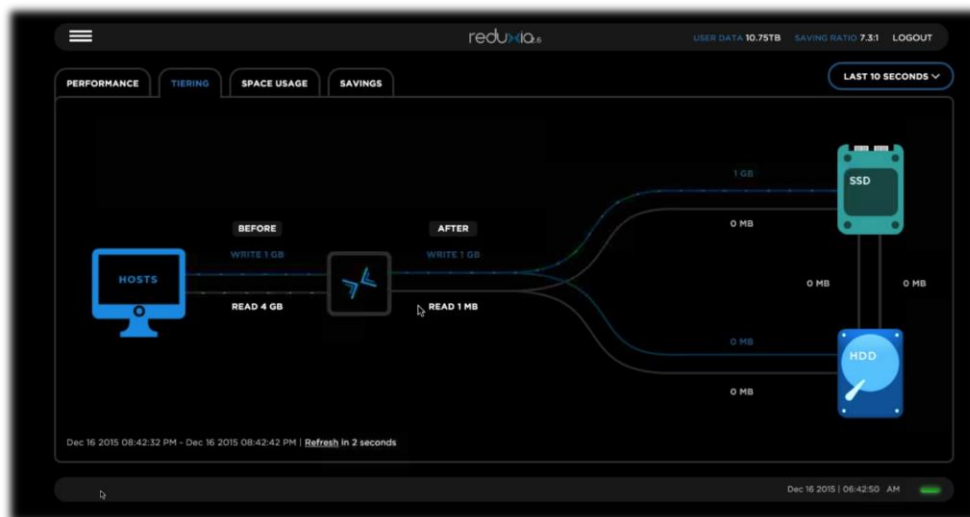 reduxio2.6
USER DATA 10.75TB SAVING RATIO 7.3:1 LOGOUT
PERFORMANCE TIERING SPACE USAGE SAVINGS
LAST 10 SECONDS
1 GB
SSD
0 MB
BEFORE AFTER
WRITE 1 GB WRITE 1 GB
HOSTS
READ 4 GB READ 1 MB
0 MB 0 MB
0 MB
HDD
0 MB
Dec 16 2015 08:42:32 PM - Dec 16 2015 08:42:42 PM | Refresh in 2 seconds
Dec 16 2015 | 06:42:50 AM